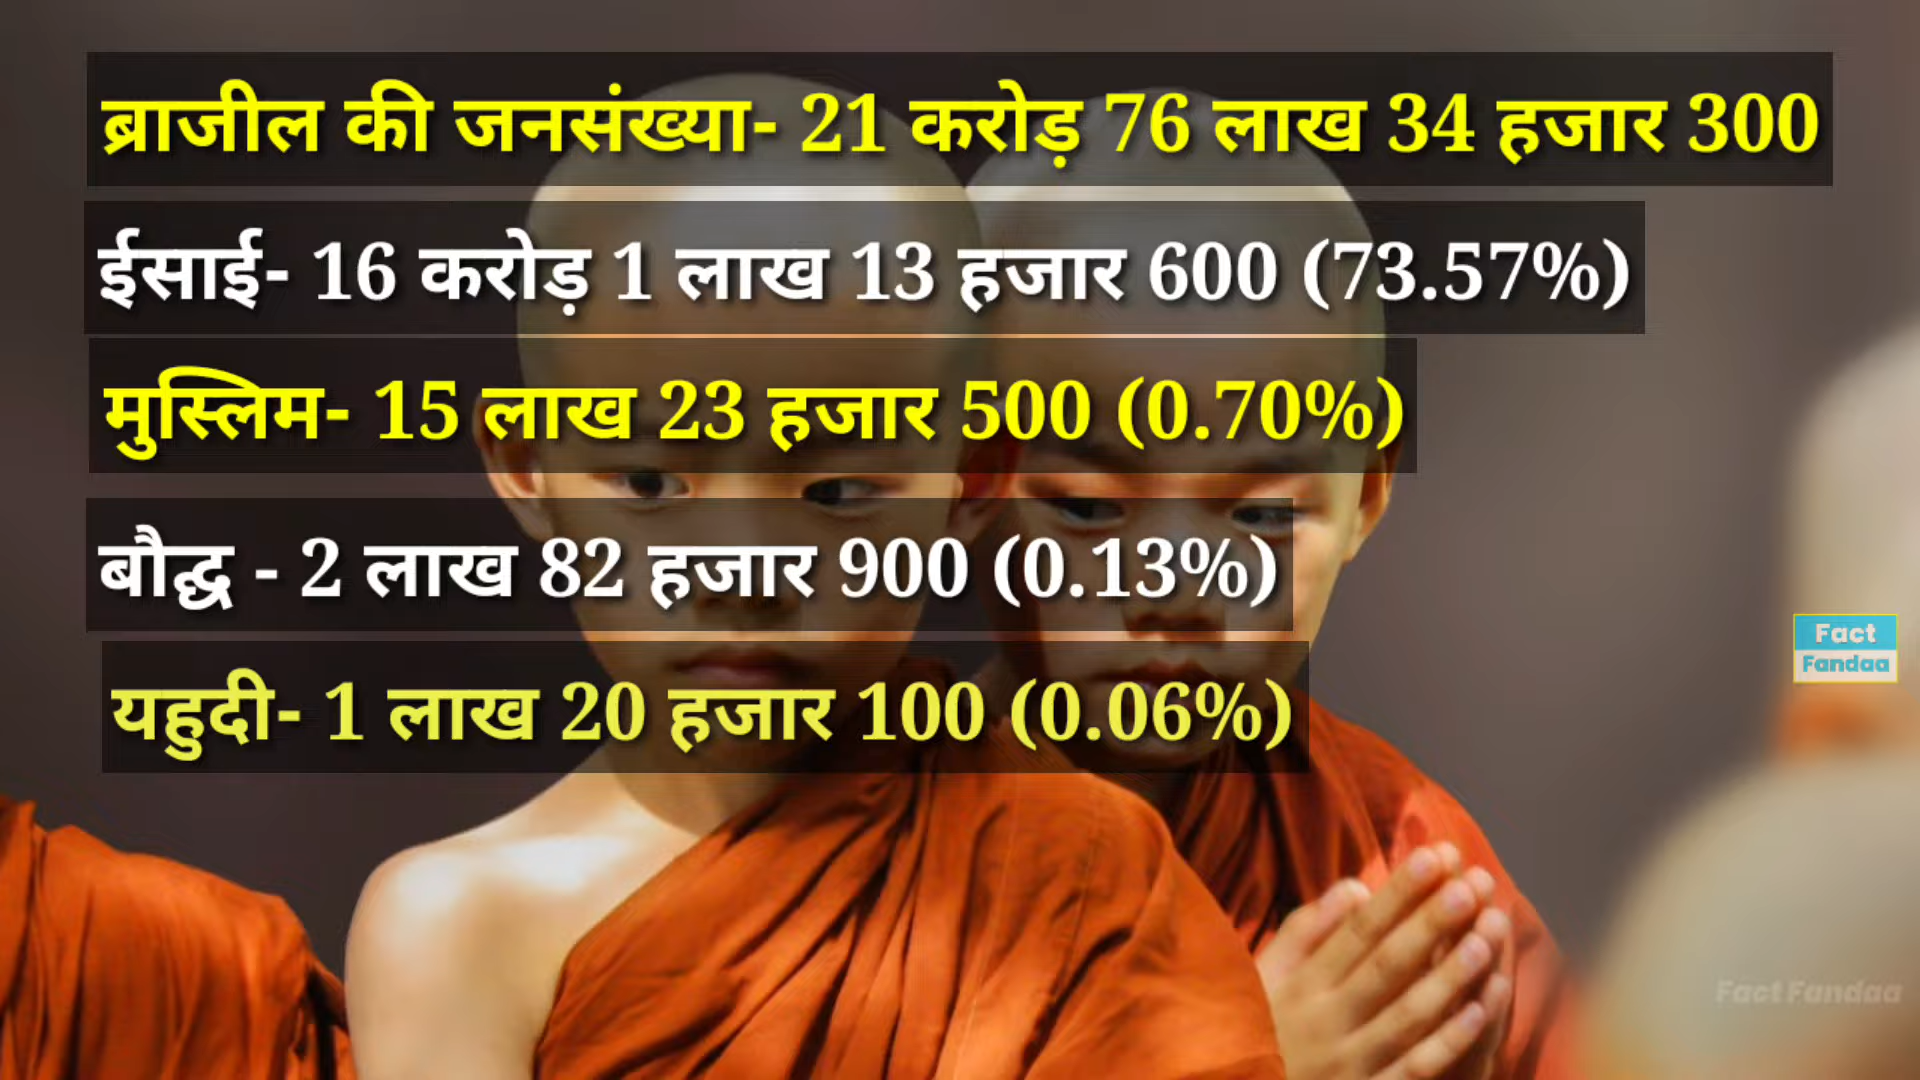 ब्राजील की जनसंख्या- 21 करोड़ 76 लाख 34 हजार 300
ईसाई- 16 करोड़ 1 लाख 13 हजार 600 (73.57%)
मुस्लिम- 15 लाख 23 हजार 500 (0.70%)
बौद्ध - 2 लाख 82 हजार 900 (0.13%)
यहुदी- 1 लाख 20 हजार 100 (0.06%)
Fact
Fandaa
Fact Fandaa